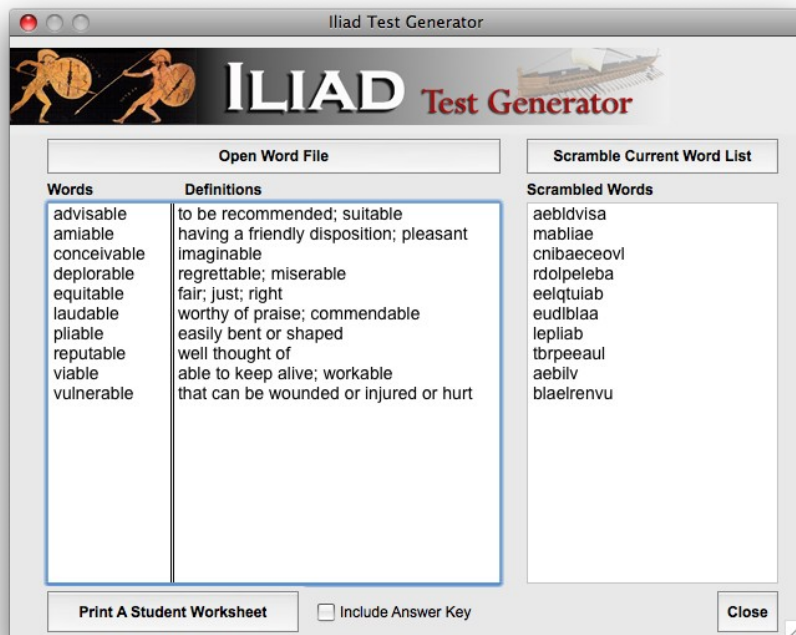 Iliad Test Generator
ILIAD Test Generator
Open Word File
Scramble Current Word List
Words Definitions
Scrambled Words
advisable to be recommended; suitable
aebldvisa
amiable having a friendly disposition; pleasant
mabliae
conceivable imaginable
cnibaeceovl
deplorable regrettable; miserable
rdolpeleba
equitable fair; just; right
eelqtuiab
laudable worthy of praise; commendable
eudlblaa
pliable easily bent or shaped
lepliab
reputable well thought of
tbrpeeaul
viable able to keep alive; workable
aebilv
vulnerable that can be wounded or injured or hurt
blaelrenvu
Print A Student Worksheet
Include Answer Key
Close